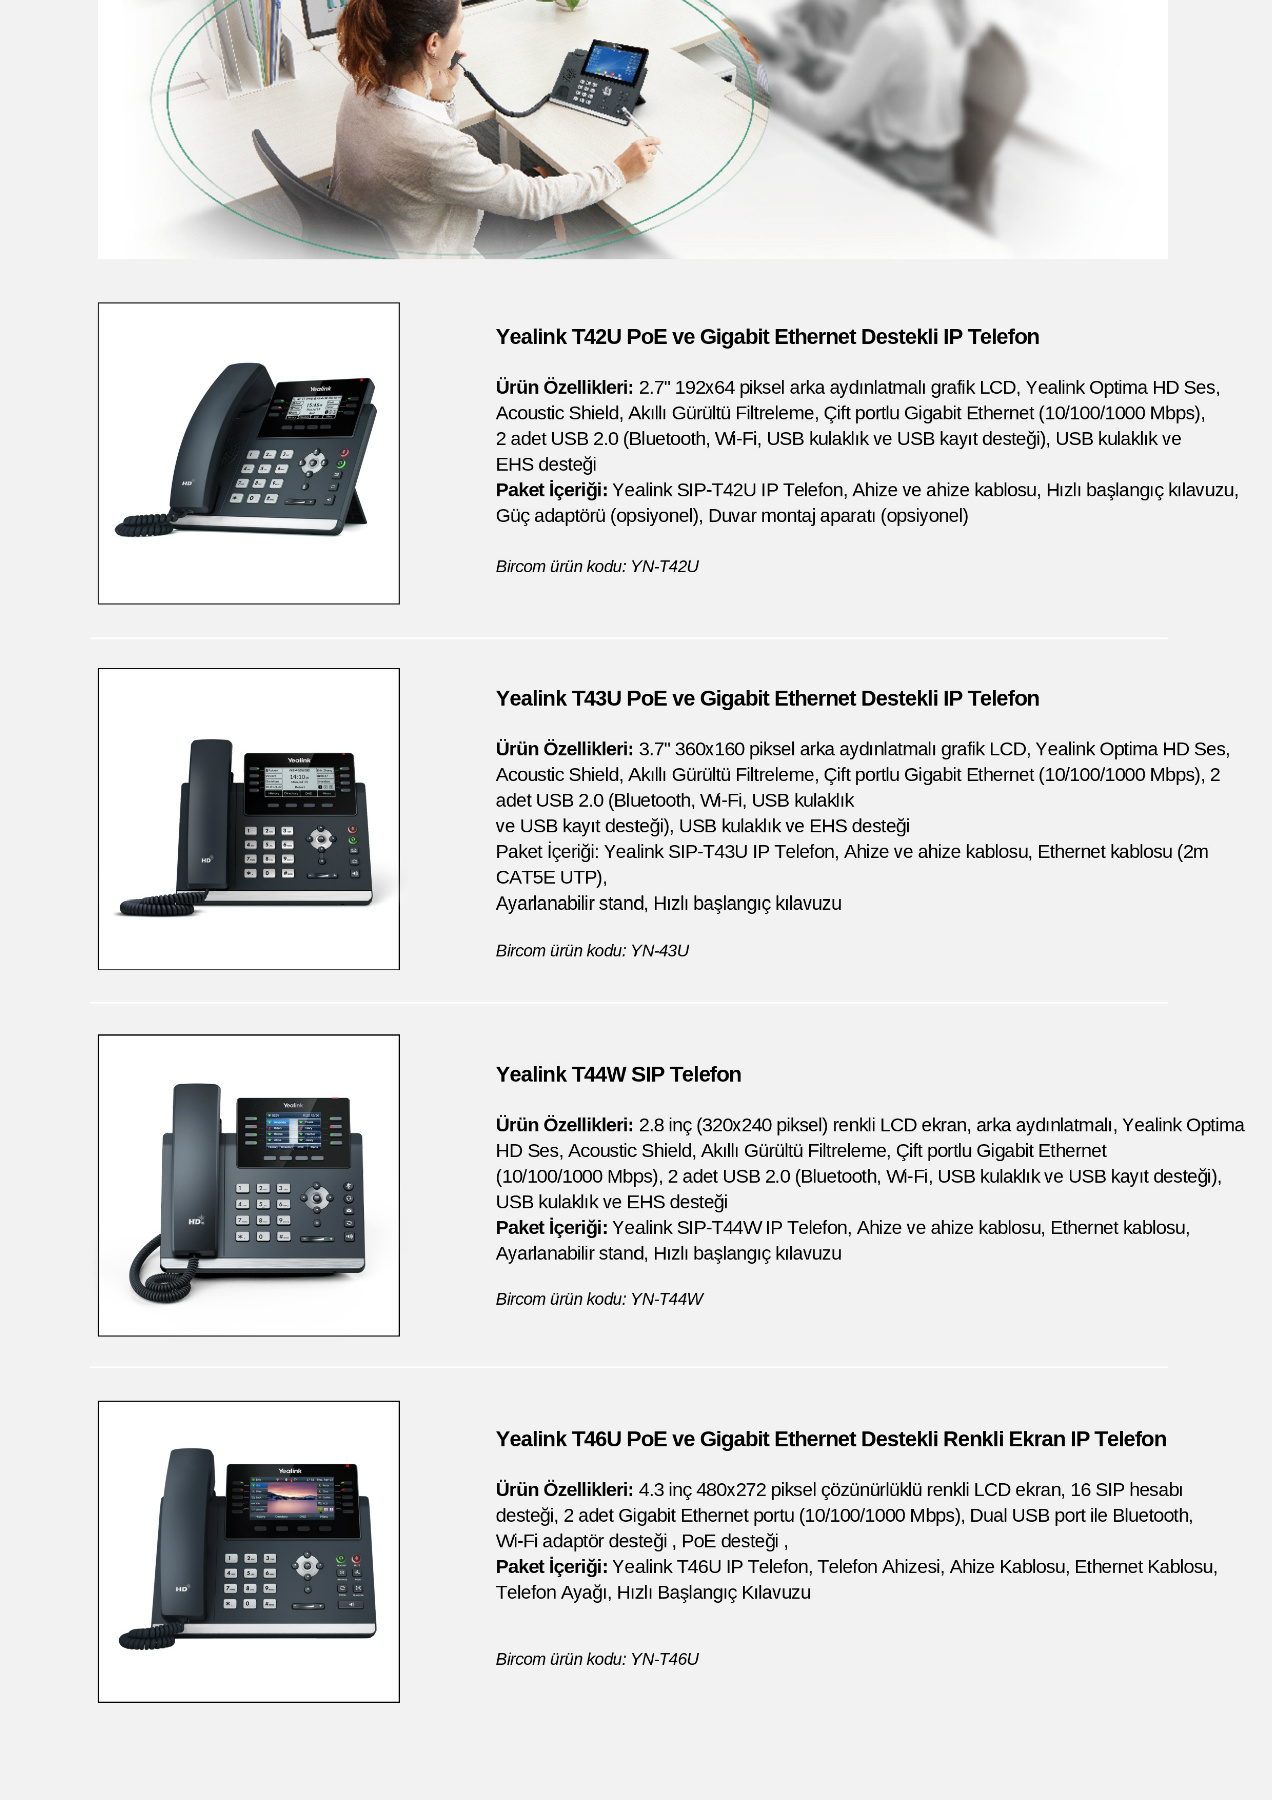 Yealink
Yealink T42U PoE ve Gigabit Ethernet Destekli IP Telefon
Ürün Özellikleri: 2.7" 192x64 piksel arka aydınlatmalı grafik LCD, Yealink Optima HD Ses,
Acoustic Shield, Akıllı Gürültü Filtreleme, Çift portlu Gigabit Ethernet (10/100/1000 Mbps),
2 adet USB 2.0 (Bluetooth, Wi-Fi, USB kulaklık ve USB kayıt desteği), USB kulaklık ve
EHS desteği
Paket İçeriği: Yealink SIP-T42U IP Telefon, Ahize ve ahize kablosu, Hızlı başlangıç kılavuzu,
Güç adaptörü (opsiyonel), Duvar montaj aparatı (opsiyonel)
Bircom ürün kodu: YN-T42U
Yealink
HD
Yealink T43U PoE ve Gigabit Ethernet Destekli IP Telefon
Ürün Özellikleri: 3.7" 360x160 piksel arka aydınlatmalı grafik LCD, Yealink Optima HD Ses,
Acoustic Shield, Akıllı Gürültü Filtreleme, Çift portlu Gigabit Ethernet (10/100/1000 Mbps), 2
adet USB 2.0 (Bluetooth, Wi-Fi, USB kulaklık
ve USB kayıt desteği), USB kulaklık ve EHS desteği
Paket İçeriği: Yealink SIP-T43U IP Telefon, Ahize ve ahize kablosu, Ethernet kablosu (2m
CAT5E UTP),
Ayarlanabilir stand, Hızlı başlangıç kılavuzu
Bircom ürün kodu: YN-43U
Yealink
HD
Yealink T44W SIP Telefon
Ürün Özellikleri: 2.8 inç (320x240 piksel) renkli LCD ekran, arka aydınlatmalı, Yealink Optima
HD Ses, Acoustic Shield, Akıllı Gürültü Filtreleme, Çift portlu Gigabit Ethernet
(10/100/1000 Mbps), 2 adet USB 2.0 (Bluetooth, Wi-Fi, USB kulaklık ve USB kayıt desteği),
USB kulaklık ve EHS desteği
Paket İçeriği: Yealink SIP-T44W IP Telefon, Ahize ve ahize kablosu, Ethernet kablosu,
Ayarlanabilir stand, Hızlı başlangıç kılavuzu
Bircom ürün kodu: YN-T44W
Yealink
HD
Yealink T46U PoE ve Gigabit Ethernet Destekli Renkli Ekran IP Telefon
Ürün Özellikleri: 4.3 inç 480x272 piksel çözünürlüklü renkli LCD ekran, 16 SIP hesabı
desteği, 2 adet Gigabit Ethernet portu (10/100/1000 Mbps), Dual USB port ile Bluetooth,
Wi-Fi adaptör desteği , PoE desteği ,
Paket İçeriği: Yealink T46U IP Telefon, Telefon Ahizesi, Ahize Kablosu, Ethernet Kablosu,
Telefon Ayağı, Hızlı Başlangıç Kılavuzu
Bircom ürün kodu: YN-T46U
Yealink
HD